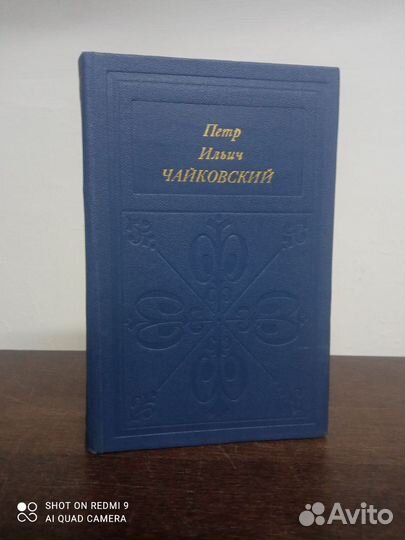 Петр
Ильич
ЧАЙКОВСКИЙ
SHOT ON REDMI 9
AI QUAD CAMERA
Avito